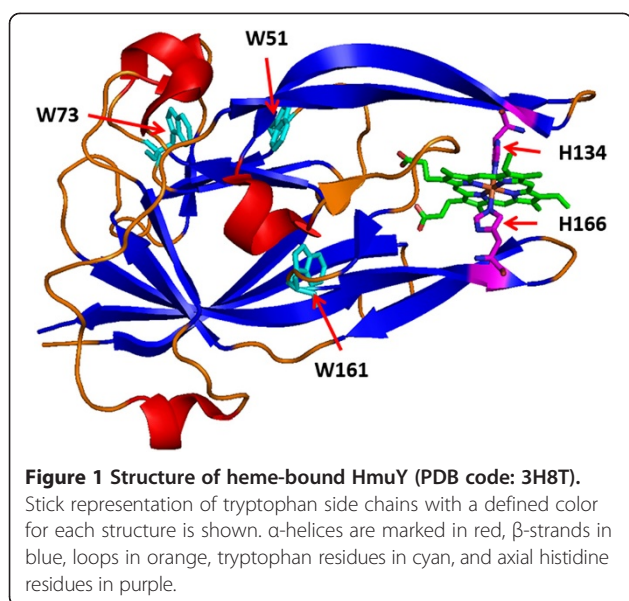 W51
W73
H134
H166
W161
Figure 1 Structure of heme-bound HmuY (PDB code: 3H8T).
Stick representation of tryptophan side chains with a defined color
for each structure is shown. α-helices are marked in red, β-strands in
blue, loops in orange, tryptophan residues in cyan, and axial histidine
residues in purple.